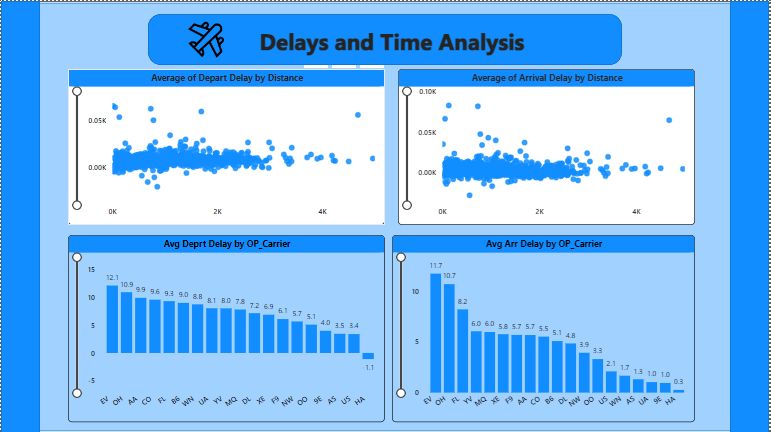 Delays and Time Analysis
Average of Depart Delay by Distance
0.05K
0.00K
0K 2K 4K
Average of Arrival Delay by Distance
0.10K
0.05K
0.00K
0K 2K 4K
Avg Deprt Delay by OP_Carrier
15
10
5
0
-5
12.1 10.9 9.9 9.6 9.3 9.0 8.8 8.1 8.0 7.8 7.2 6.9 6.1 5.7 5.1 4.0 3.5 3.4 -1.1
EV OH AA CO FL B6 WN UA YV MQ DL XE F9 NW OO 9E AS US HA
Avg Arr Delay by OP_Carrier
10
5
0
11.7 10.7 8.2 6.0 6.0 5.8 5.7 5.7 5.5 5.1 4.8 3.9 3.3 2.1 1.7 1.3 1.0 1.0 0.3
EV OH FL YV MQ XE F9 AA CO B6 DL NW OO US WN AS UA 9E HA